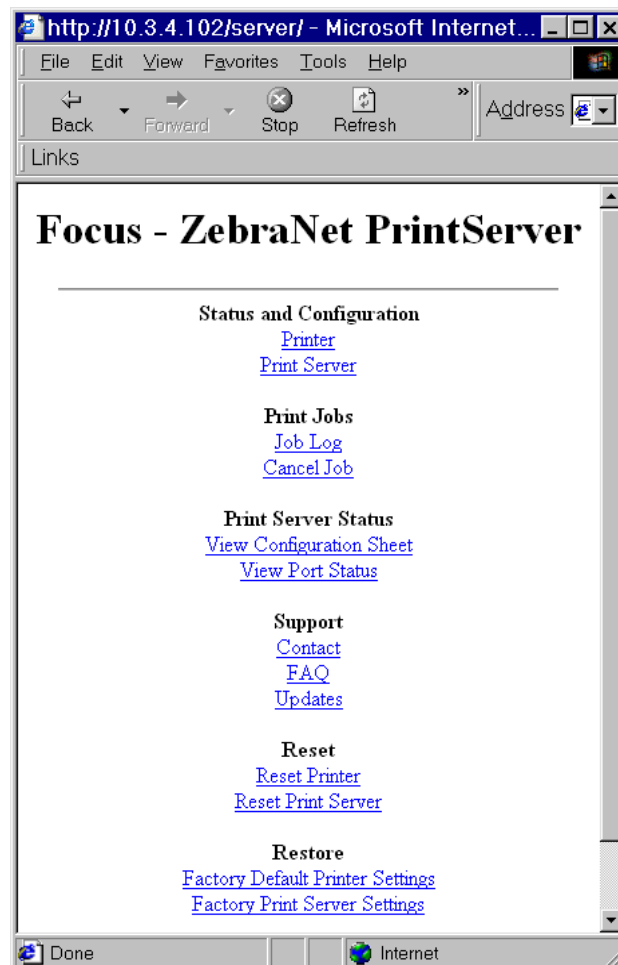 http://10.3.4.102/server/ - Microsoft Internet...
File Edit View Favorites Tools Help
Back Forward Stop Refresh » Address
Links
Focus - ZebraNet PrintServer
Status and Configuration
Printer
Print Server
Print Jobs
Job Log
Cancel Job
Print Server Status
View Configuration Sheet
View Port Status
Support
Contact
FAQ
Updates
Reset
Reset Printer
Reset Print Server
Restore
Factory Default Printer Settings
Factory Print Server Settings
Done Internet